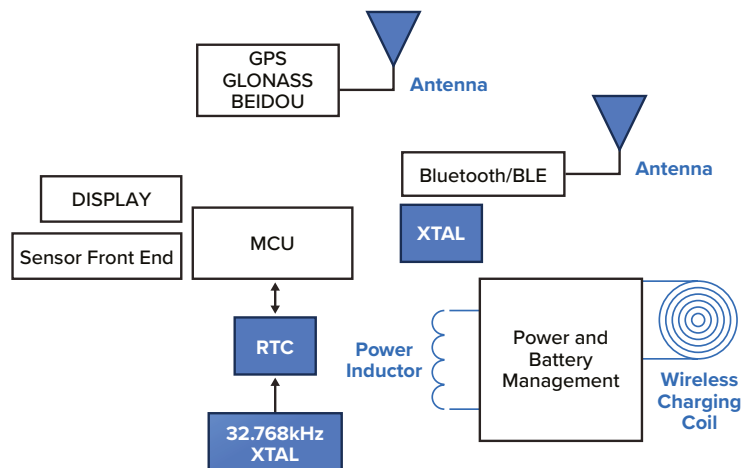 GPS
GLONASS
BEIDOU
Antenna
Bluetooth/BLE
Antenna
DISPLAY
MCU
XTAL
Sensor Front End
RTC
Power
Inductor
Power and
Battery
Management
Wireless
Charging
Coil
32.768kHz
XTAL